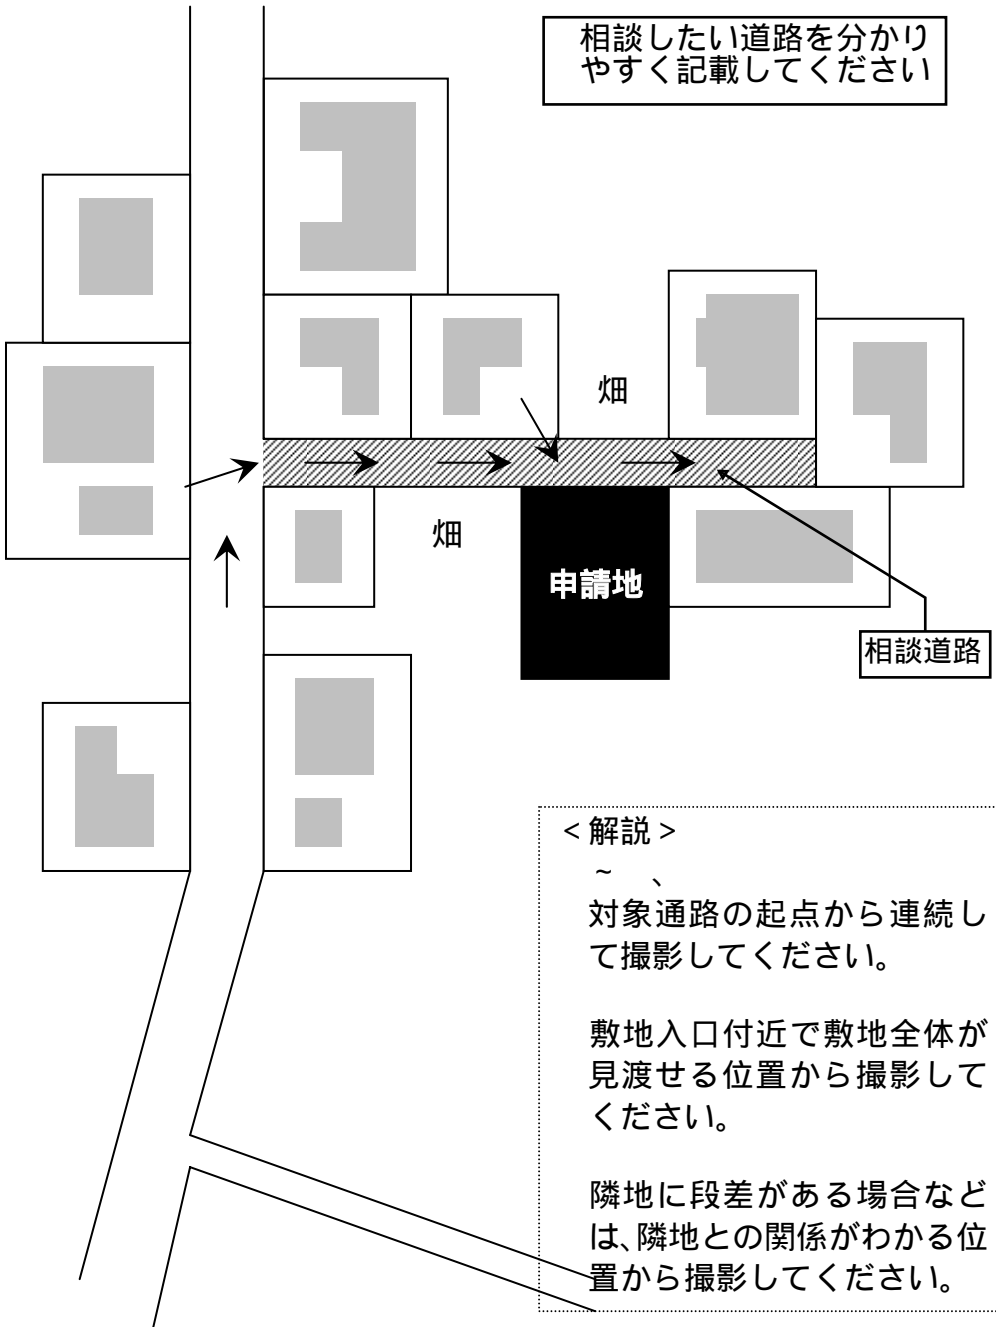 相談したい道路を分かり
やすく記載してください
畑
畑
申請地
相談道路
<解説>
~ 、
対象通路の起点から連続し
て撮影してください。
敷地入口付近で敷地全体が
見渡せる位置から撮影して
ください。
隣地に段差がある場合など
は、隣地との関係がわかる位
置から撮影してください。